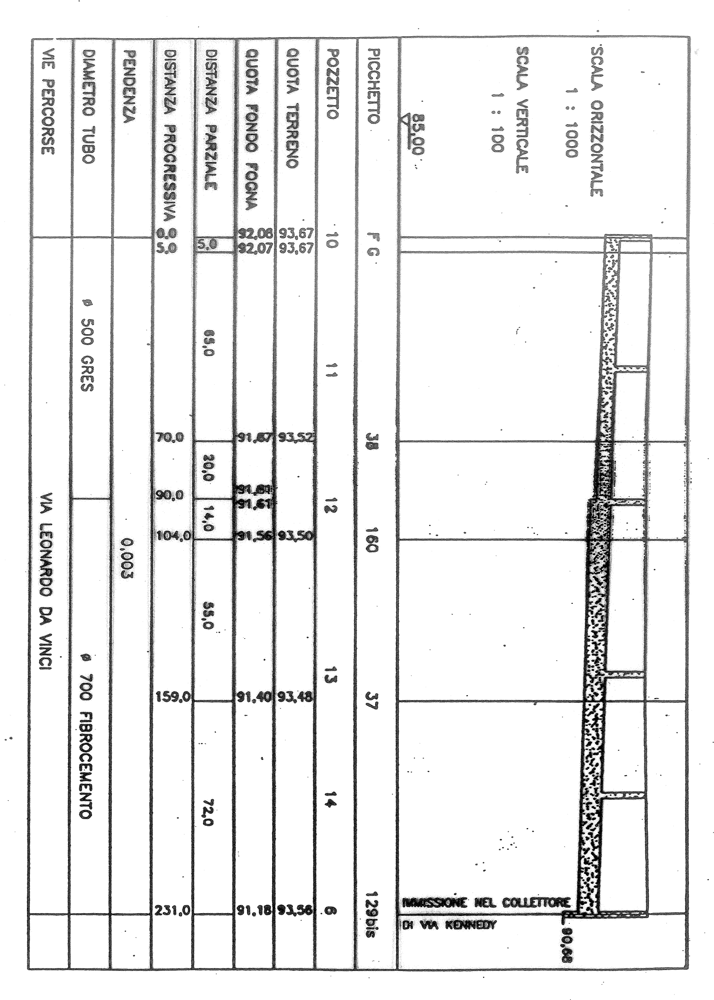 SCALA ORIZZONTALE
1 : 1000
SCALA VERTICALE
1 : 100
85,00
IMMISSIONE NEL COLLETTORE
DI VIA KENNEDY
90,68
PICCHETTO F G 38 160 37 129bis
POZZETTO 10 11 12 13 14 6
QUOTA TERRENO 93,67 93,67 93,52 93,50 93,48 93,56
QUOTA FONDO FOGNA 92,08 92,07 91,87 91,81 91,61 91,56 91,40 91,18
DISTANZA PARZIALE 5,0 65,0 20,0 14,0 55,0 72,0
DISTANZA PROGRESSIVA 0,0 5,0 70,0 90,0 104,0 159,0 231,0
PENDENZA 0,003
DIAMETRO TUBO ø 500 GRES ø 700 FIBROCEMENTO
VIE PERCORSE VIA LEONARDO DA VINCI